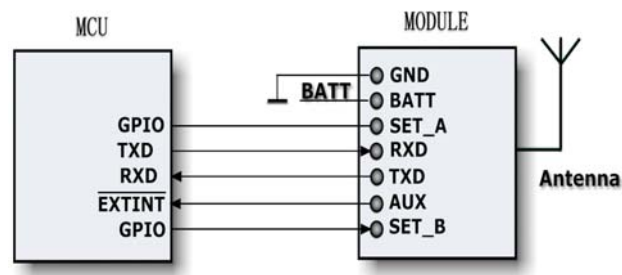 MCU
GPIO
TXD
RXD
EXTINT
GPIO
MODULE
BATT
GND
BATT
SET_A
RXD
TXD
AUX
SET_B
Antenna